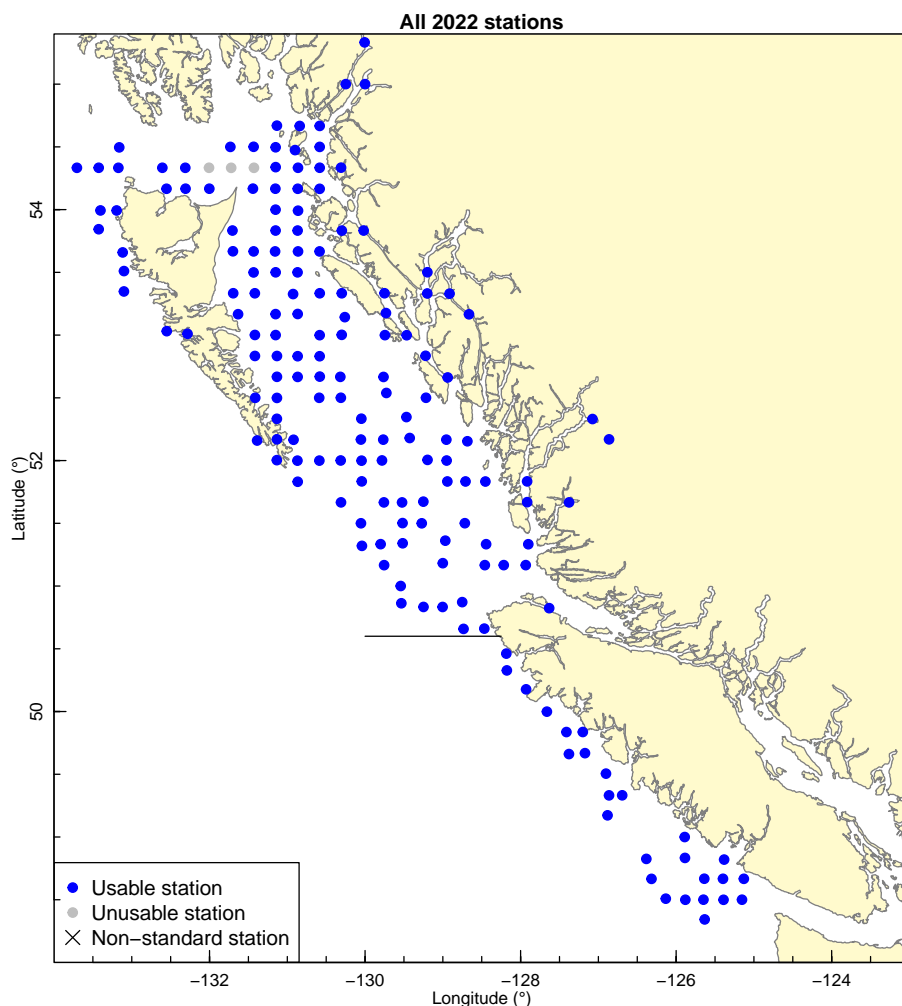 All 2022 stations
Latitude (°)
54
52
50
Usable station
Unusable station
Non−standard station
−132
−130
−128
−126
−124
Longitude (°)